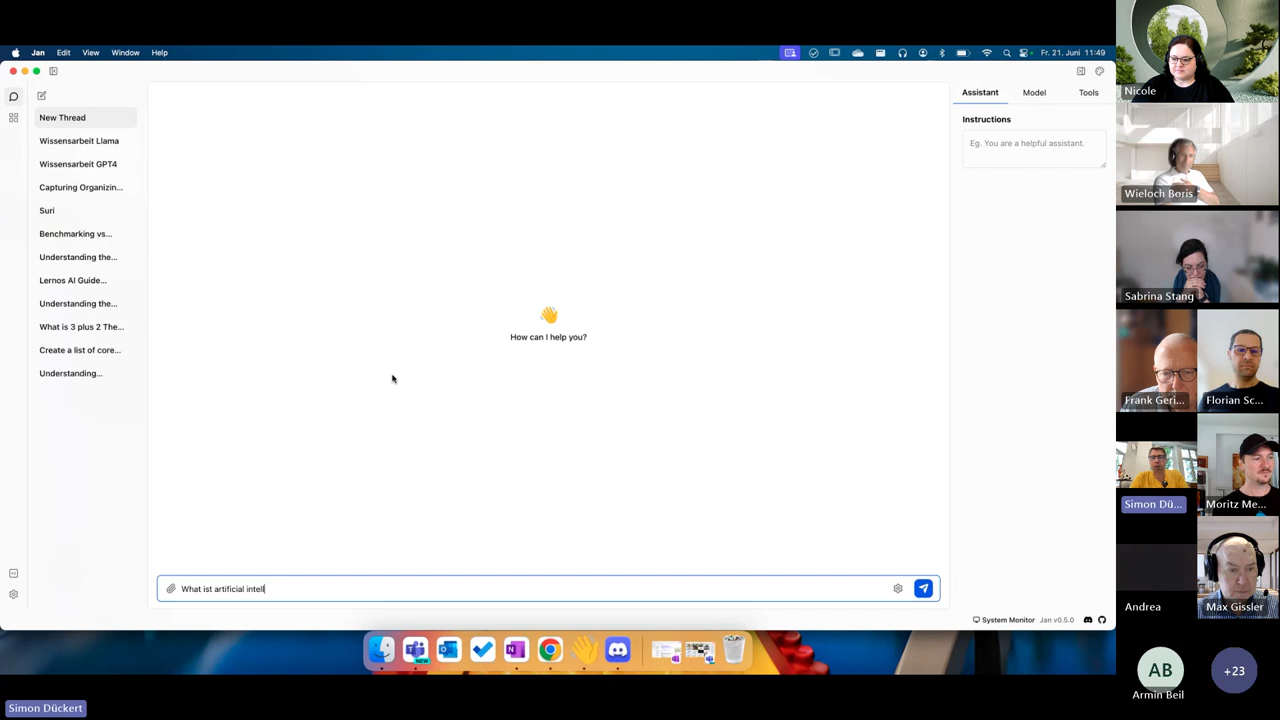 Jan Edit View Window Help
Fr. 21. Juni 11:49
New Thread
Wissensarbeit Llama
Wissensarbeit GPT4
Capturing Organizin...
Suri
Benchmarking vs...
Understanding the...
Lernos AI Guide...
Understanding the...
What is 3 plus 2 The...
Create a list of core...
Understanding...
👋
How can I help you?
What ist artificial intell
Assistant Model Tools
Instructions
Eg. You are a helpful assistant.
System Monitor Jan v0.5.0
NEW
Nicole
Wieloch Boris
Sabrina Stang
Frank Geri...
Florian Sc...
Simon Dü...
Moritz Me...
Andrea
Max Gissler
AB
Armin Beil
+23
Simon Dückert